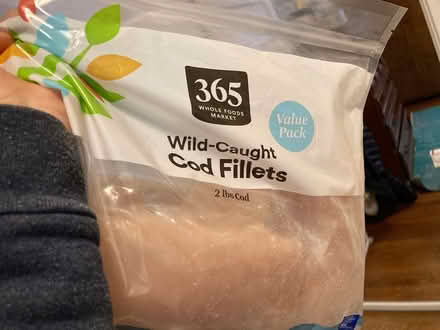 365
WHOLE FOODS
MARKET
Value
Pack
Wild-Caught
Cod Fillets
2 lbs Cod